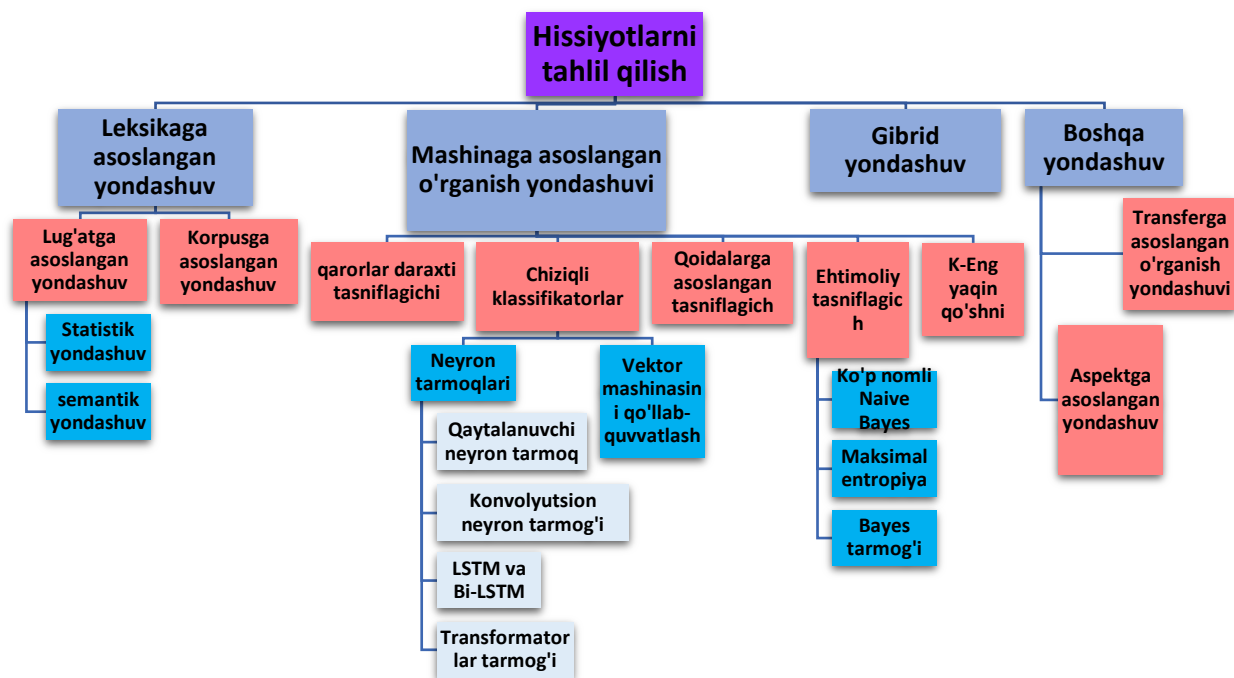 Hissiyotlarni
tahlil qilish
Leksikaga
asoslangan
yondashuv
Mashinaga asoslangan
o'rganish yondashuvi
Gibrid
yondashuv
Boshqa
yondashuv
Lug'atga
asoslangan
yondashuv
Korpusga
asoslangan
yondashuv
qarorlar daraxti
tasniflagichi
Chiziqli
klassifikatorlar
Qoidalarga
asoslangan
tasniflagich
Ehtimoliy
tasniflagic
h
K-Eng
yaqin
qo'shni
Transferga
asoslangan
o'rganish
yondashuvi
Statistik
yondashuv
semantik
yondashuv
Neyron
tarmoqlari
Vektor
mashinasin
i qo'llab-
quvvatlash
Ko'p nomli
Naive
Bayes
Aspektga
asoslangan
yondashuv
Qaytalanuvchi
neyron tarmoq
Maksimal
entropiya
Konvolyutsion
neyron tarmog'i
Bayes
tarmog'i
LSTM va
Bi-LSTM
Transformator
lar tarmog'i